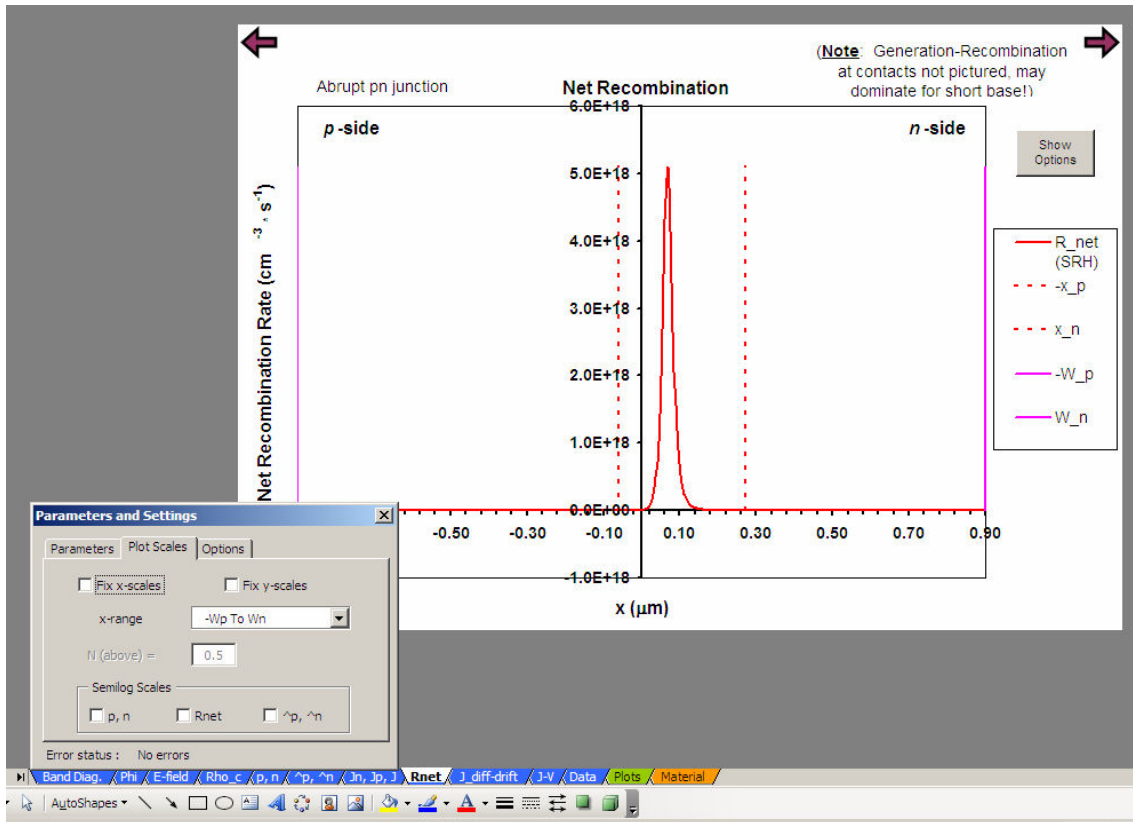 (Note: Generation-Recombination
at contacts not pictured, may
dominate for short base!)
Abrupt pn junction
Net Recombination
p-side
n-side
Net Recombination Rate (cm-3 ^ s-1)
6.0E+18
5.0E+18
4.0E+18
3.0E+18
2.0E+18
1.0E+18
0.0E+00
-1.0E+18
-0.50
-0.30
-0.10
0.10
0.30
0.50
0.70
0.90
x (μm)
Show
Options
R_net
(SRH)
-x_p
x_n
-W_p
W_n
Parameters and Settings
Parameters
Plot Scales
Options
Fix x-scales
Fix y-scales
x-range
-Wp To Wn
N (above) =
0.5
Semilog Scales
p, n
Rnet
^p, ^n
Error status : No errors
Band Diag.
Phi
E-field
Rho_c
p, n
^p, ^n
Jn, Jp, J
Rnet
J_diff-drift
J-V
Data
Plots
Material
AutoShapes